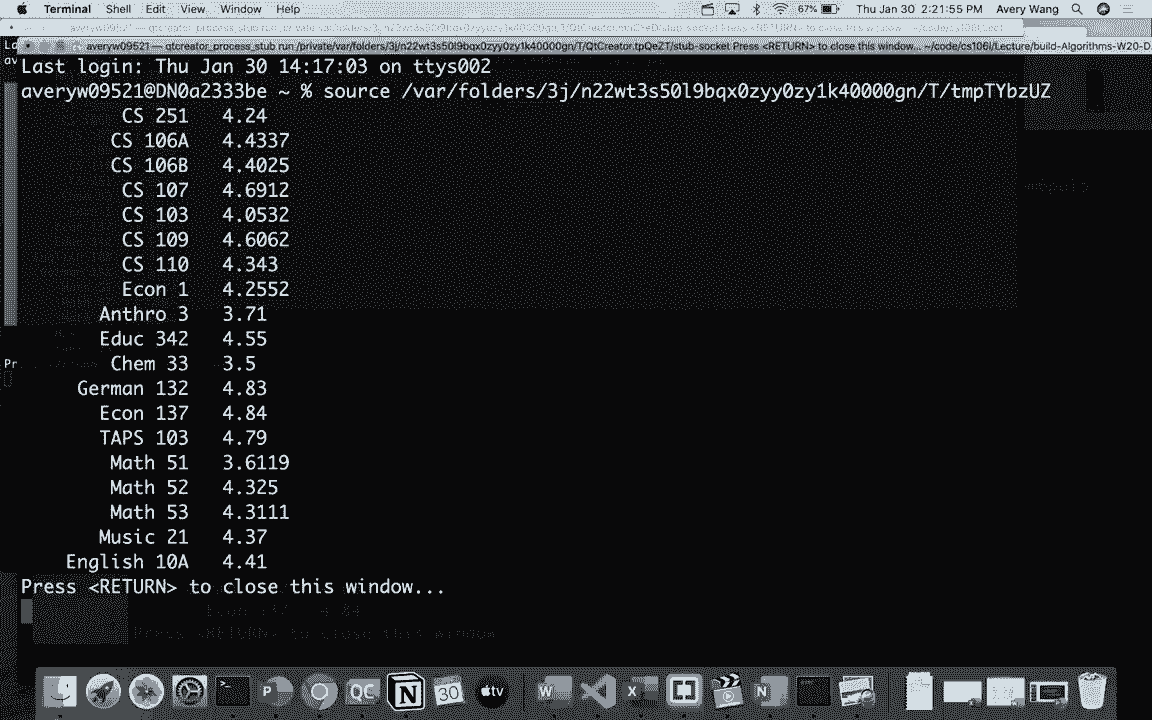 Terminal Shell Edit View Window Help 67% Thu Jan 30 2:21:55 PM Avery Wang
averyw09521 — qtcreator_process_stub run /private/var/folders/3j/n22wt3s50l9bqx0zyy0zy1k40000gn/T/QtCreator.tpQeZT/stub-socket Press <RETURN> to close this window... ~/code/cs106l/Lecture/build-Algorithms-W20-D
Last login: Thu Jan 30 14:17:03 on ttys002
averyw09521@DN0a2333be ~ % source /var/folders/3j/n22wt3s50l9bqx0zyy0zy1k40000gn/T/tmpTYbzUZ
CS 251 4.24
CS 106A 4.4337
CS 106B 4.4025
CS 107 4.6912
CS 103 4.0532
CS 109 4.6062
CS 110 4.343
Econ 1 4.2552
Anthro 3 3.71
Educ 342 4.55
Chem 33 3.5
German 132 4.83
Econ 137 4.84
TAPS 103 4.79
Math 51 3.6119
Math 52 4.325
Math 53 4.3111
Music 21 4.37
English 10A 4.41
Press <RETURN> to close this window...
Econ 137 4.84
Press <RETURN> to close this window
P QC N 30 tv W X N